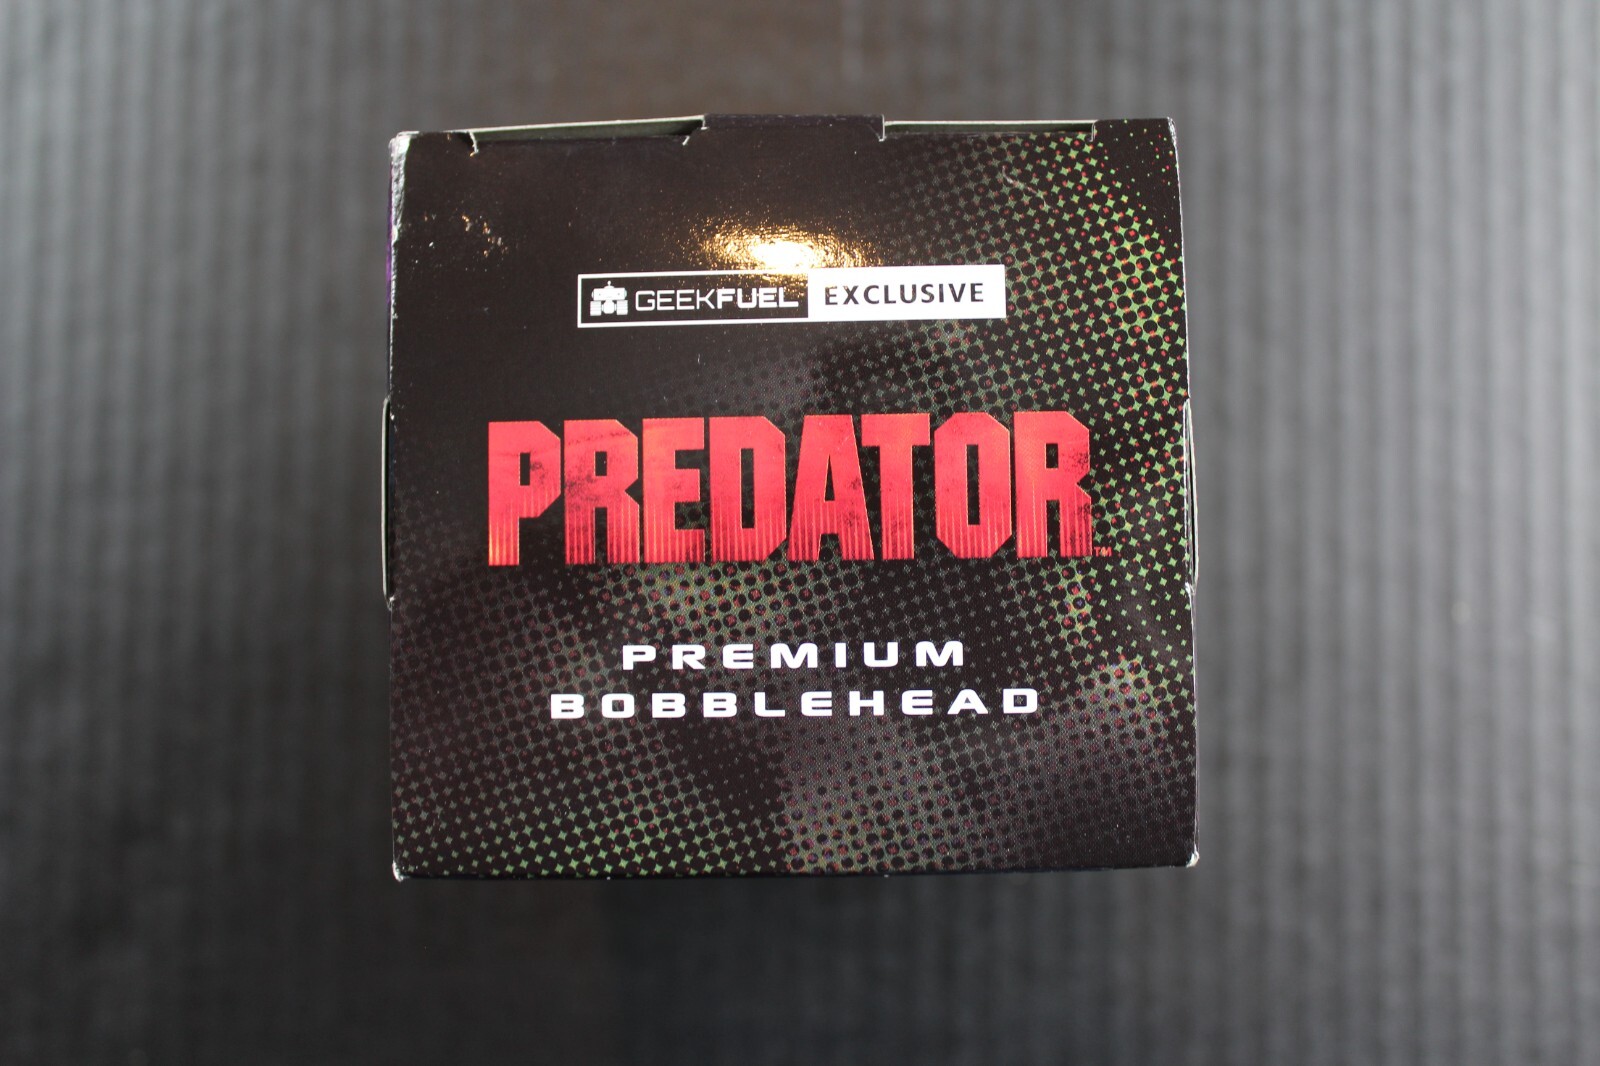 GEEKFUEL EXCLUSIVE
PREDATOR™
PREMIUM
BOBBLEHEAD